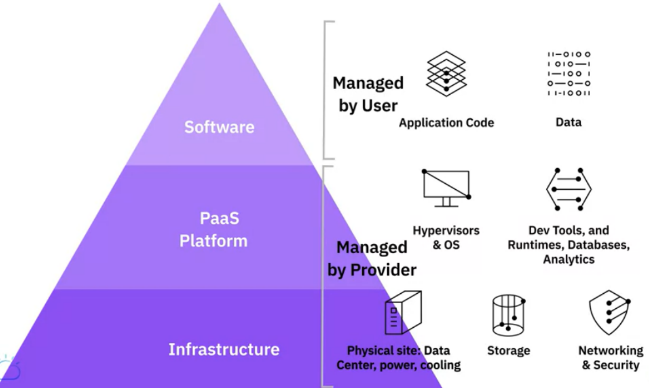 Software
Managed
by User
Application Code
Data
PaaS
Platform
Managed
by Provider
Hypervisors
& OS
Dev Tools, and
Runtimes, Databases,
Analytics
Infrastructure
Physical site: Data
Center, power, cooling
Storage
Networking
& Security